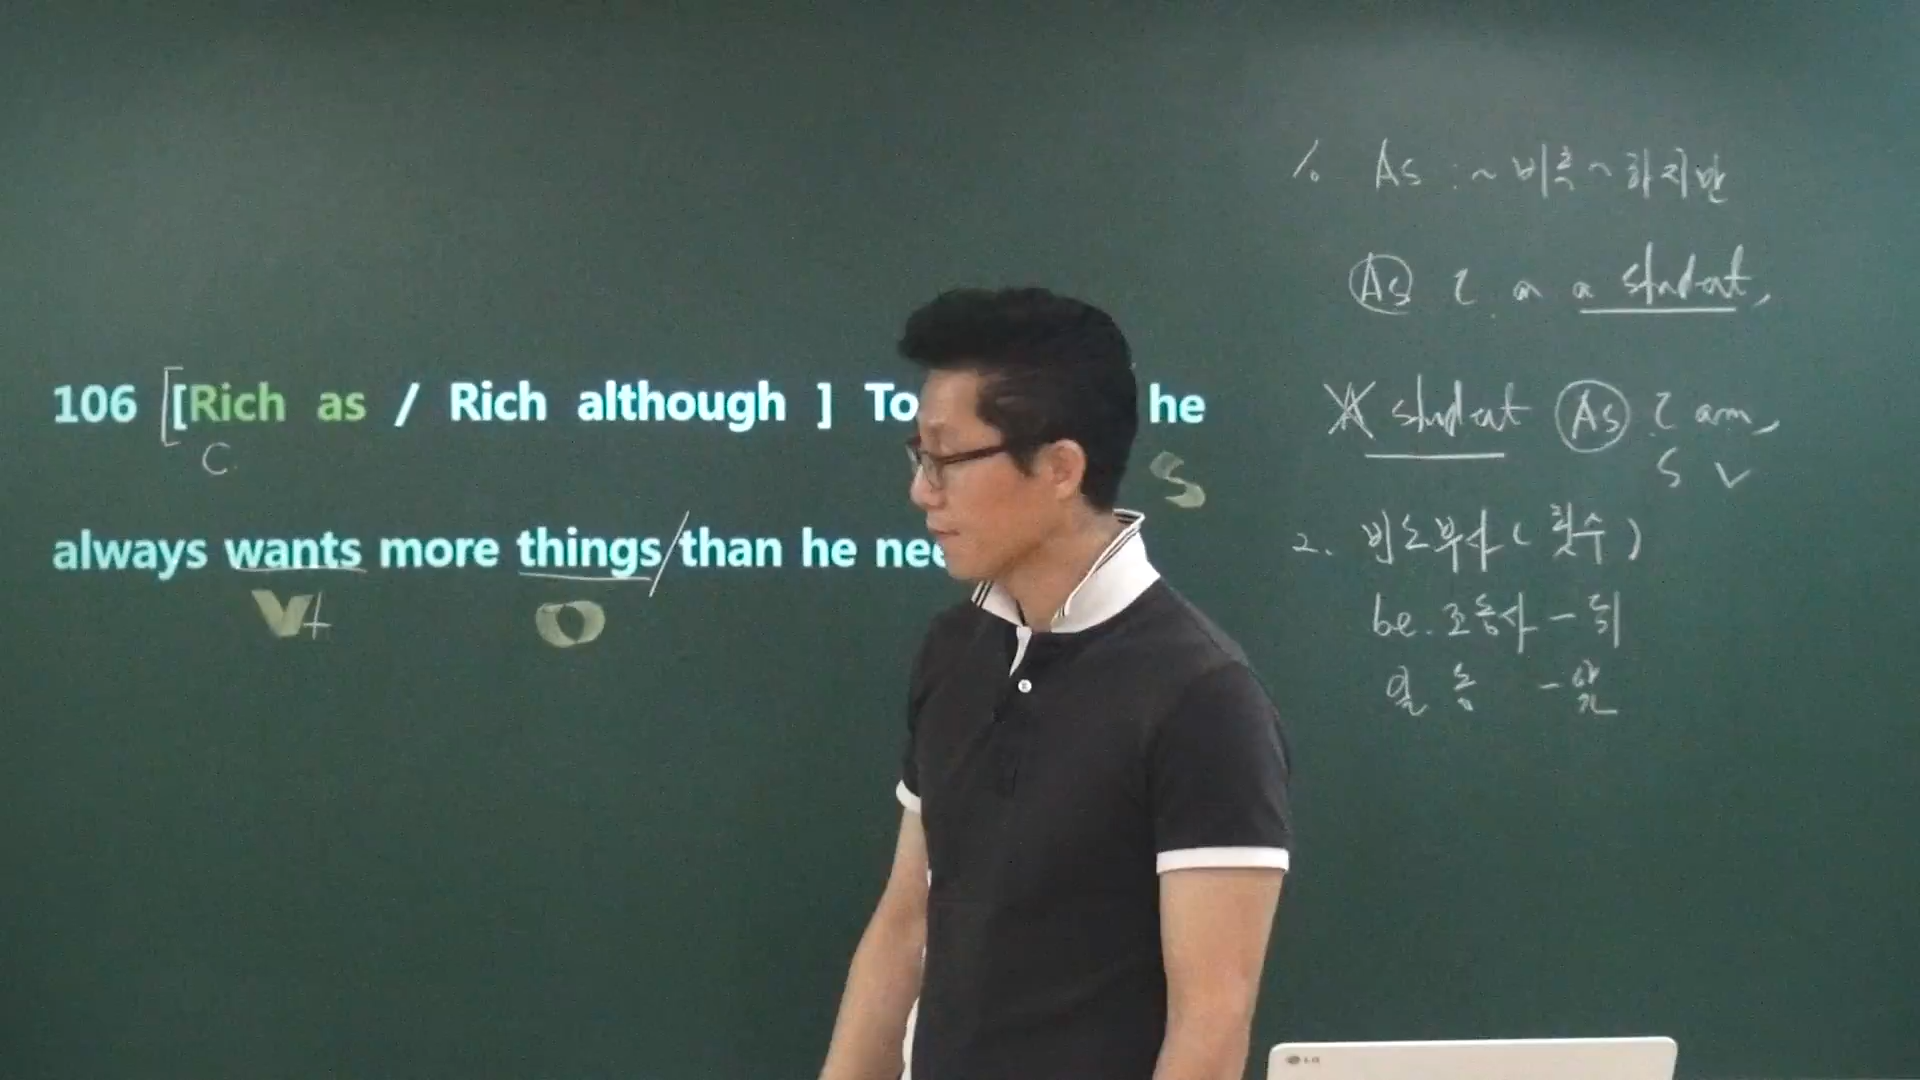 106 [Rich as / Rich although ] To he
C S
always wants more things / than he nee
Vt O
1. As : ~ 비록 ~ 하지만
As I am a student,
A student As I am,
S V
2. 빈도부사 (횟수)
be. 조동사 - 뒤
일 동 - 앞
LG